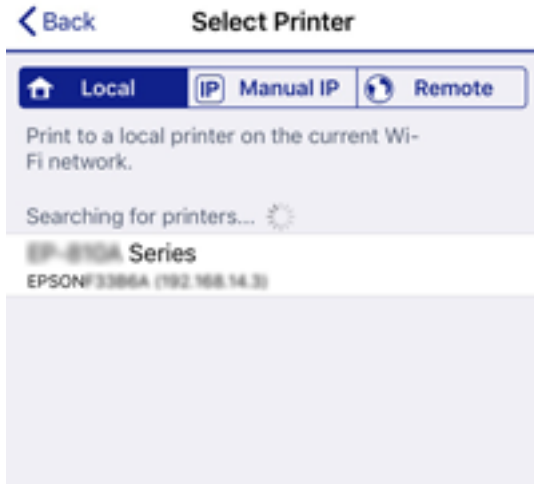 Back Select Printer
Local IP Manual IP Remote
Print to a local printer on the current Wi-
Fi network.
Searching for printers...
Series
EPSON